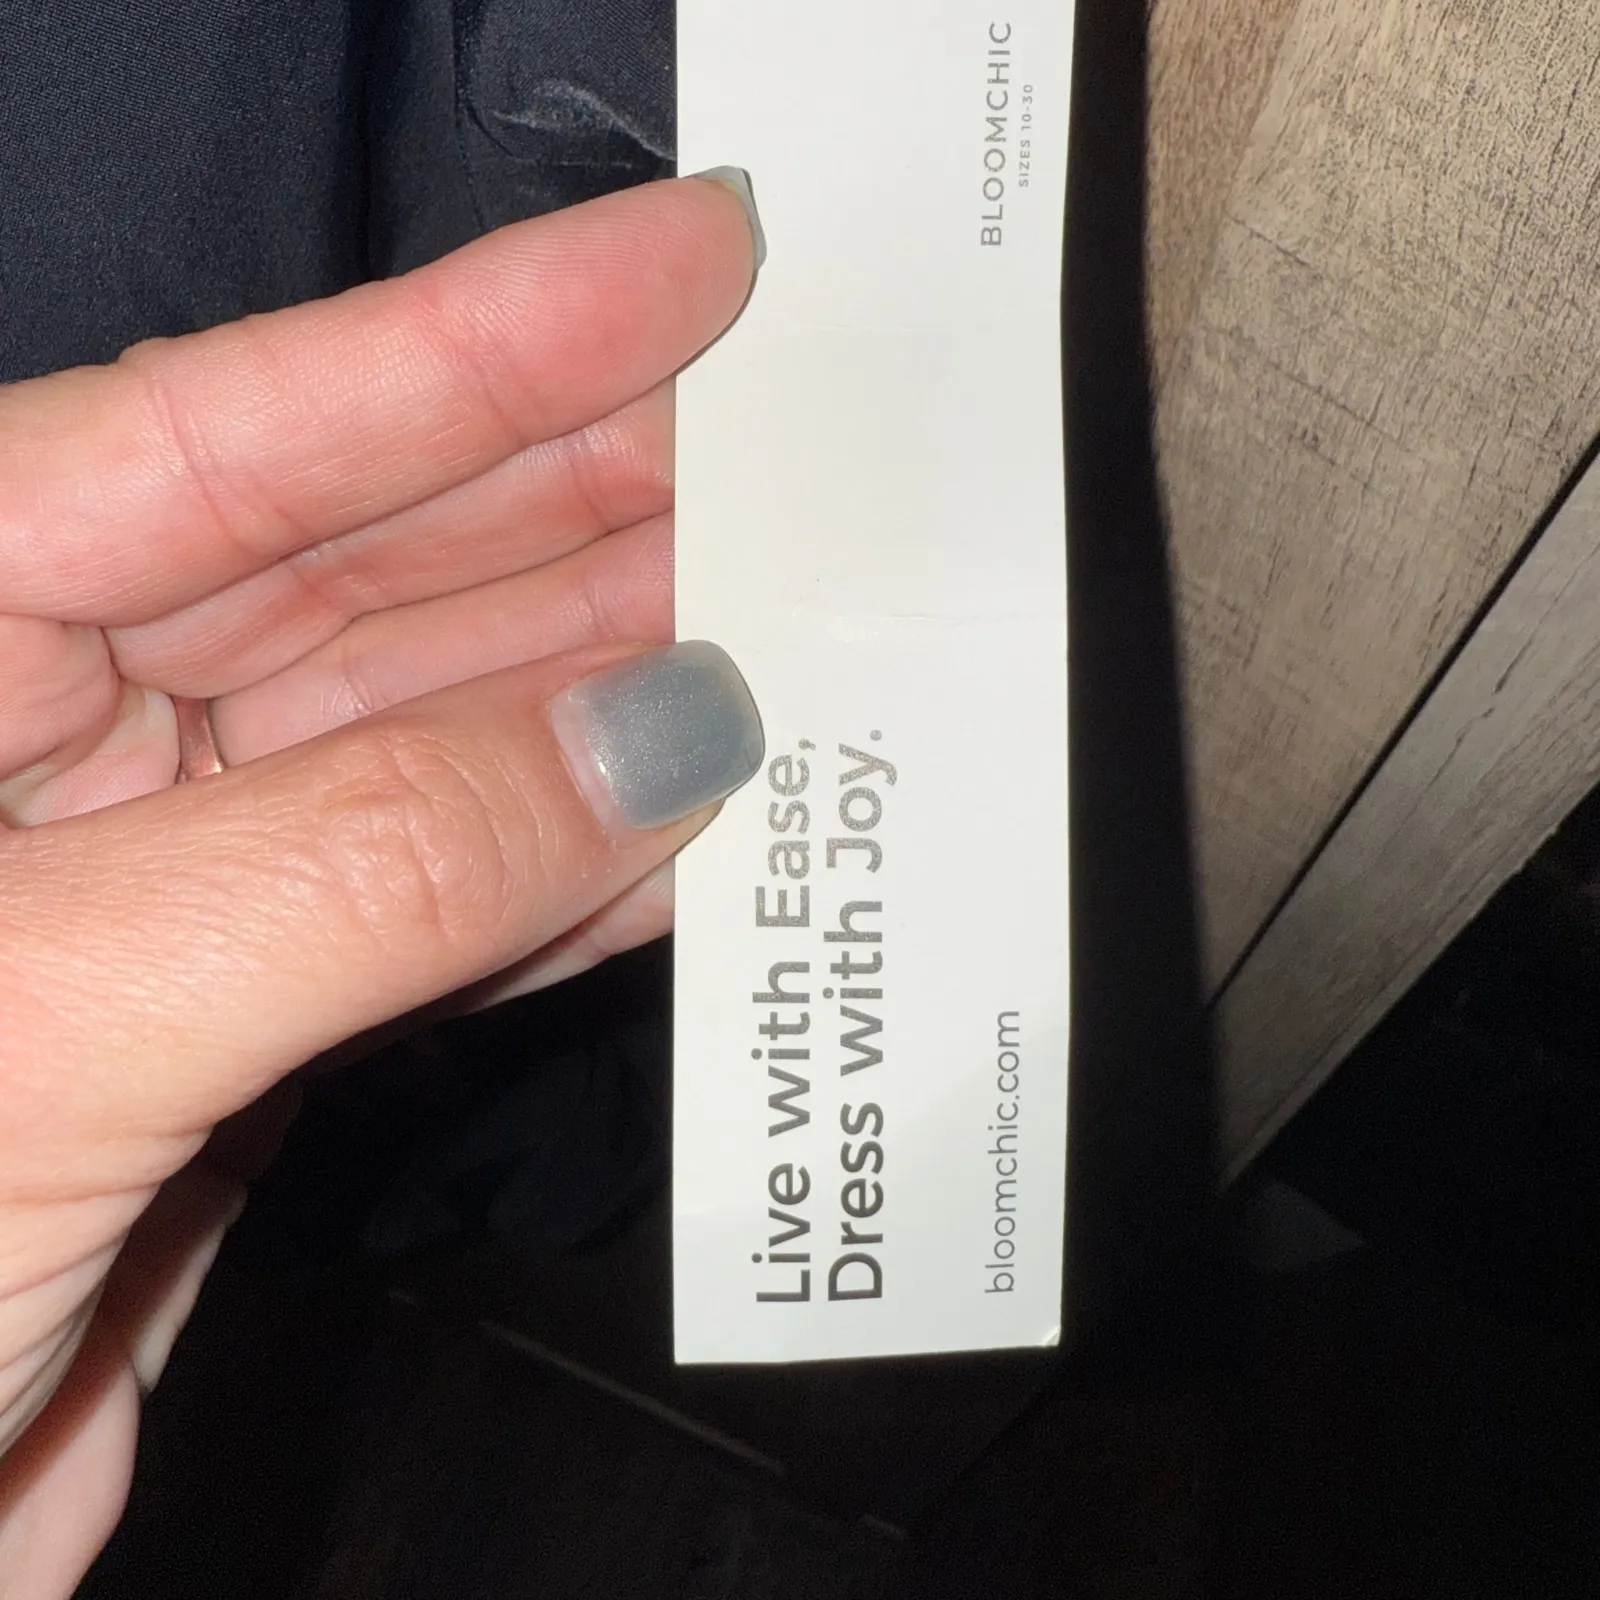 Live with Ease,
Dress with Joy.
bloomchic.com
BLOOMCHIC
SIZES 10-30